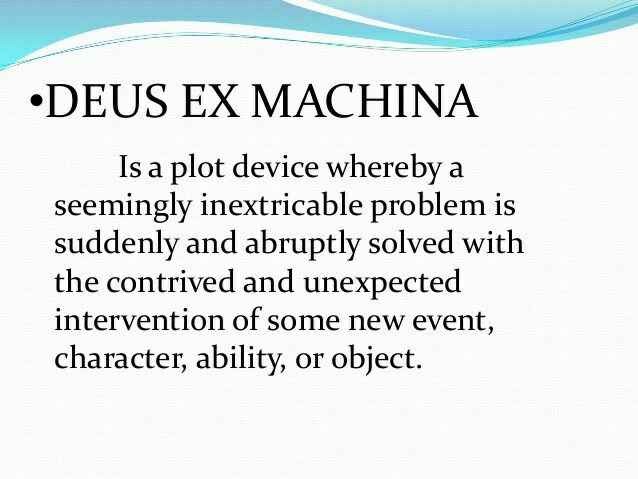 •DEUS EX MACHINA
Is a plot device whereby a
seemingly inextricable problem is
suddenly and abruptly solved with
the contrived and unexpected
intervention of some new event,
character, ability, or object.